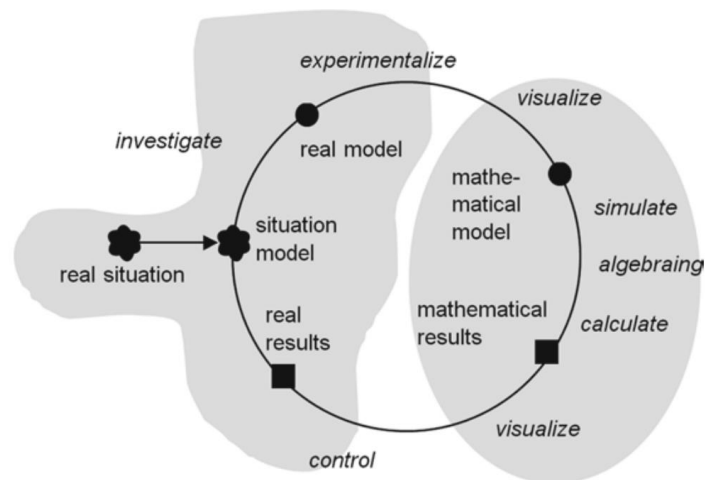 experimentalize
visualize
investigate
real model
mathe-
matical
model
simulate
situation
model
real situation
algebraing
real
results
mathematical
results
calculate
visualize
control